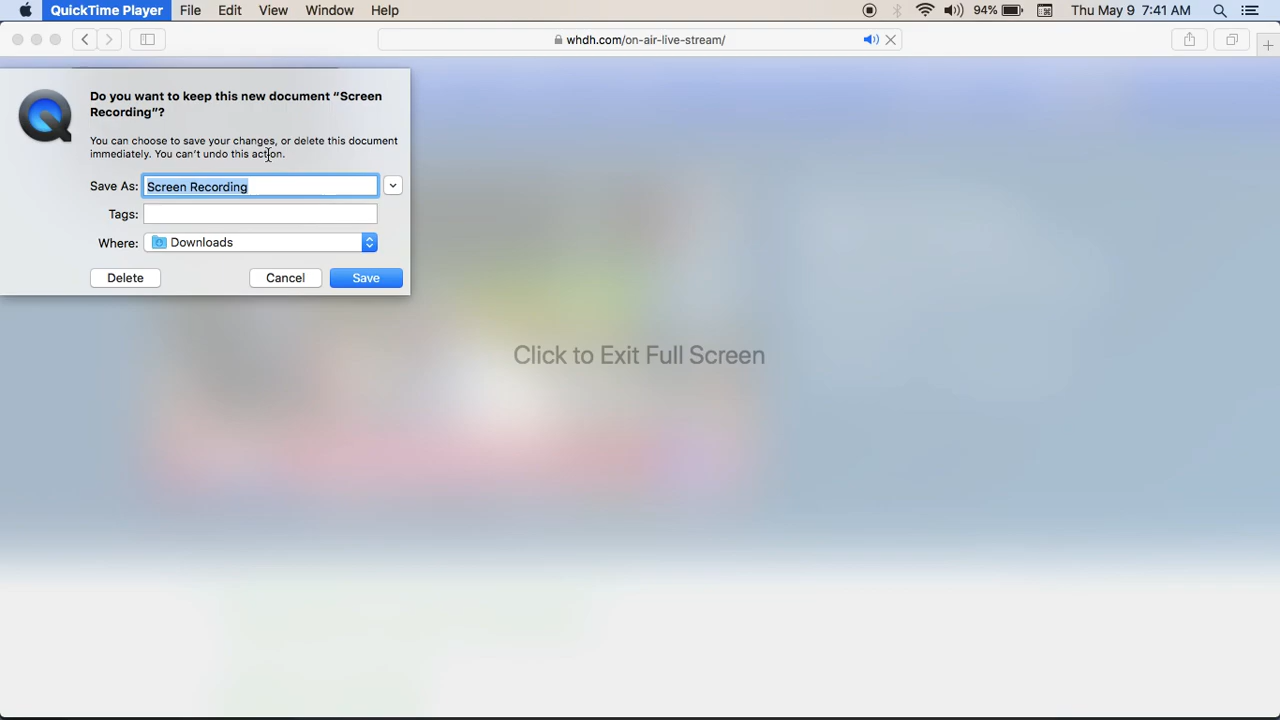 QuickTime Player File Edit View Window Help 94% Thu May 9 7:41 AM
whdh.com/on-air-live-stream/
Do you want to keep this new document “Screen
Recording”?
You can choose to save your changes, or delete this document
immediately. You can’t undo this action.
Save As: Screen Recording
Tags:
Where: Downloads
Delete Cancel Save
Click to Exit Full Screen